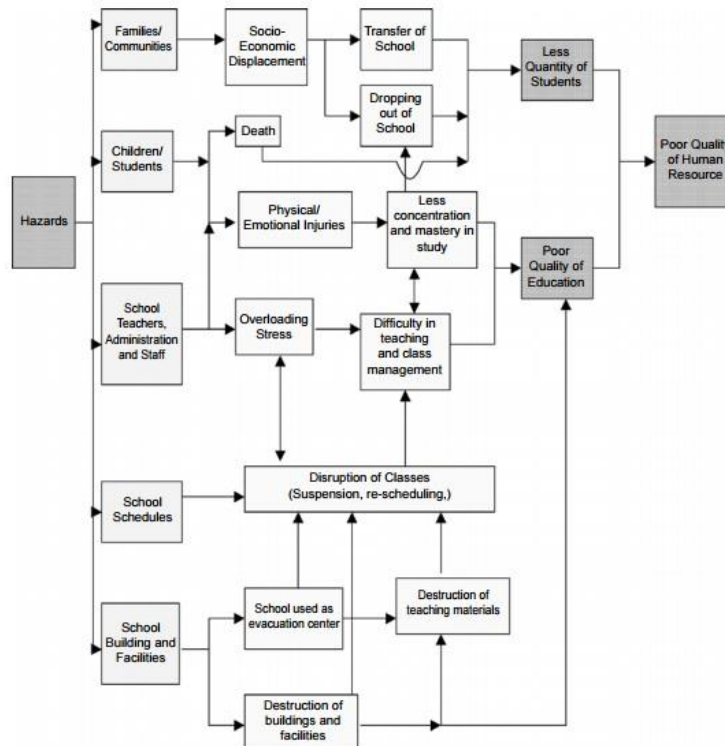 Families/
Communities
Socio-
Economic
Displacement
Transfer of
School
Less
Quantity of
Students
Dropping
out of
School
Children/
Students
Death
Poor Quality
of Human
Resource
Hazards
Physical/
Emotional Injuries
Less
concentration
and mastery in
study
Poor
Quality of
Education
School
Teachers,
Administration
and Staff
Overloading
Stress
Difficulty in
teaching
and class
management
Disruption of Classes
(Suspension, re-scheduling,)
School
Schedules
School
Building and
Facilities
School used as
evacuation center
Destruction of
teaching materials
Destruction of
buildings and
facilities